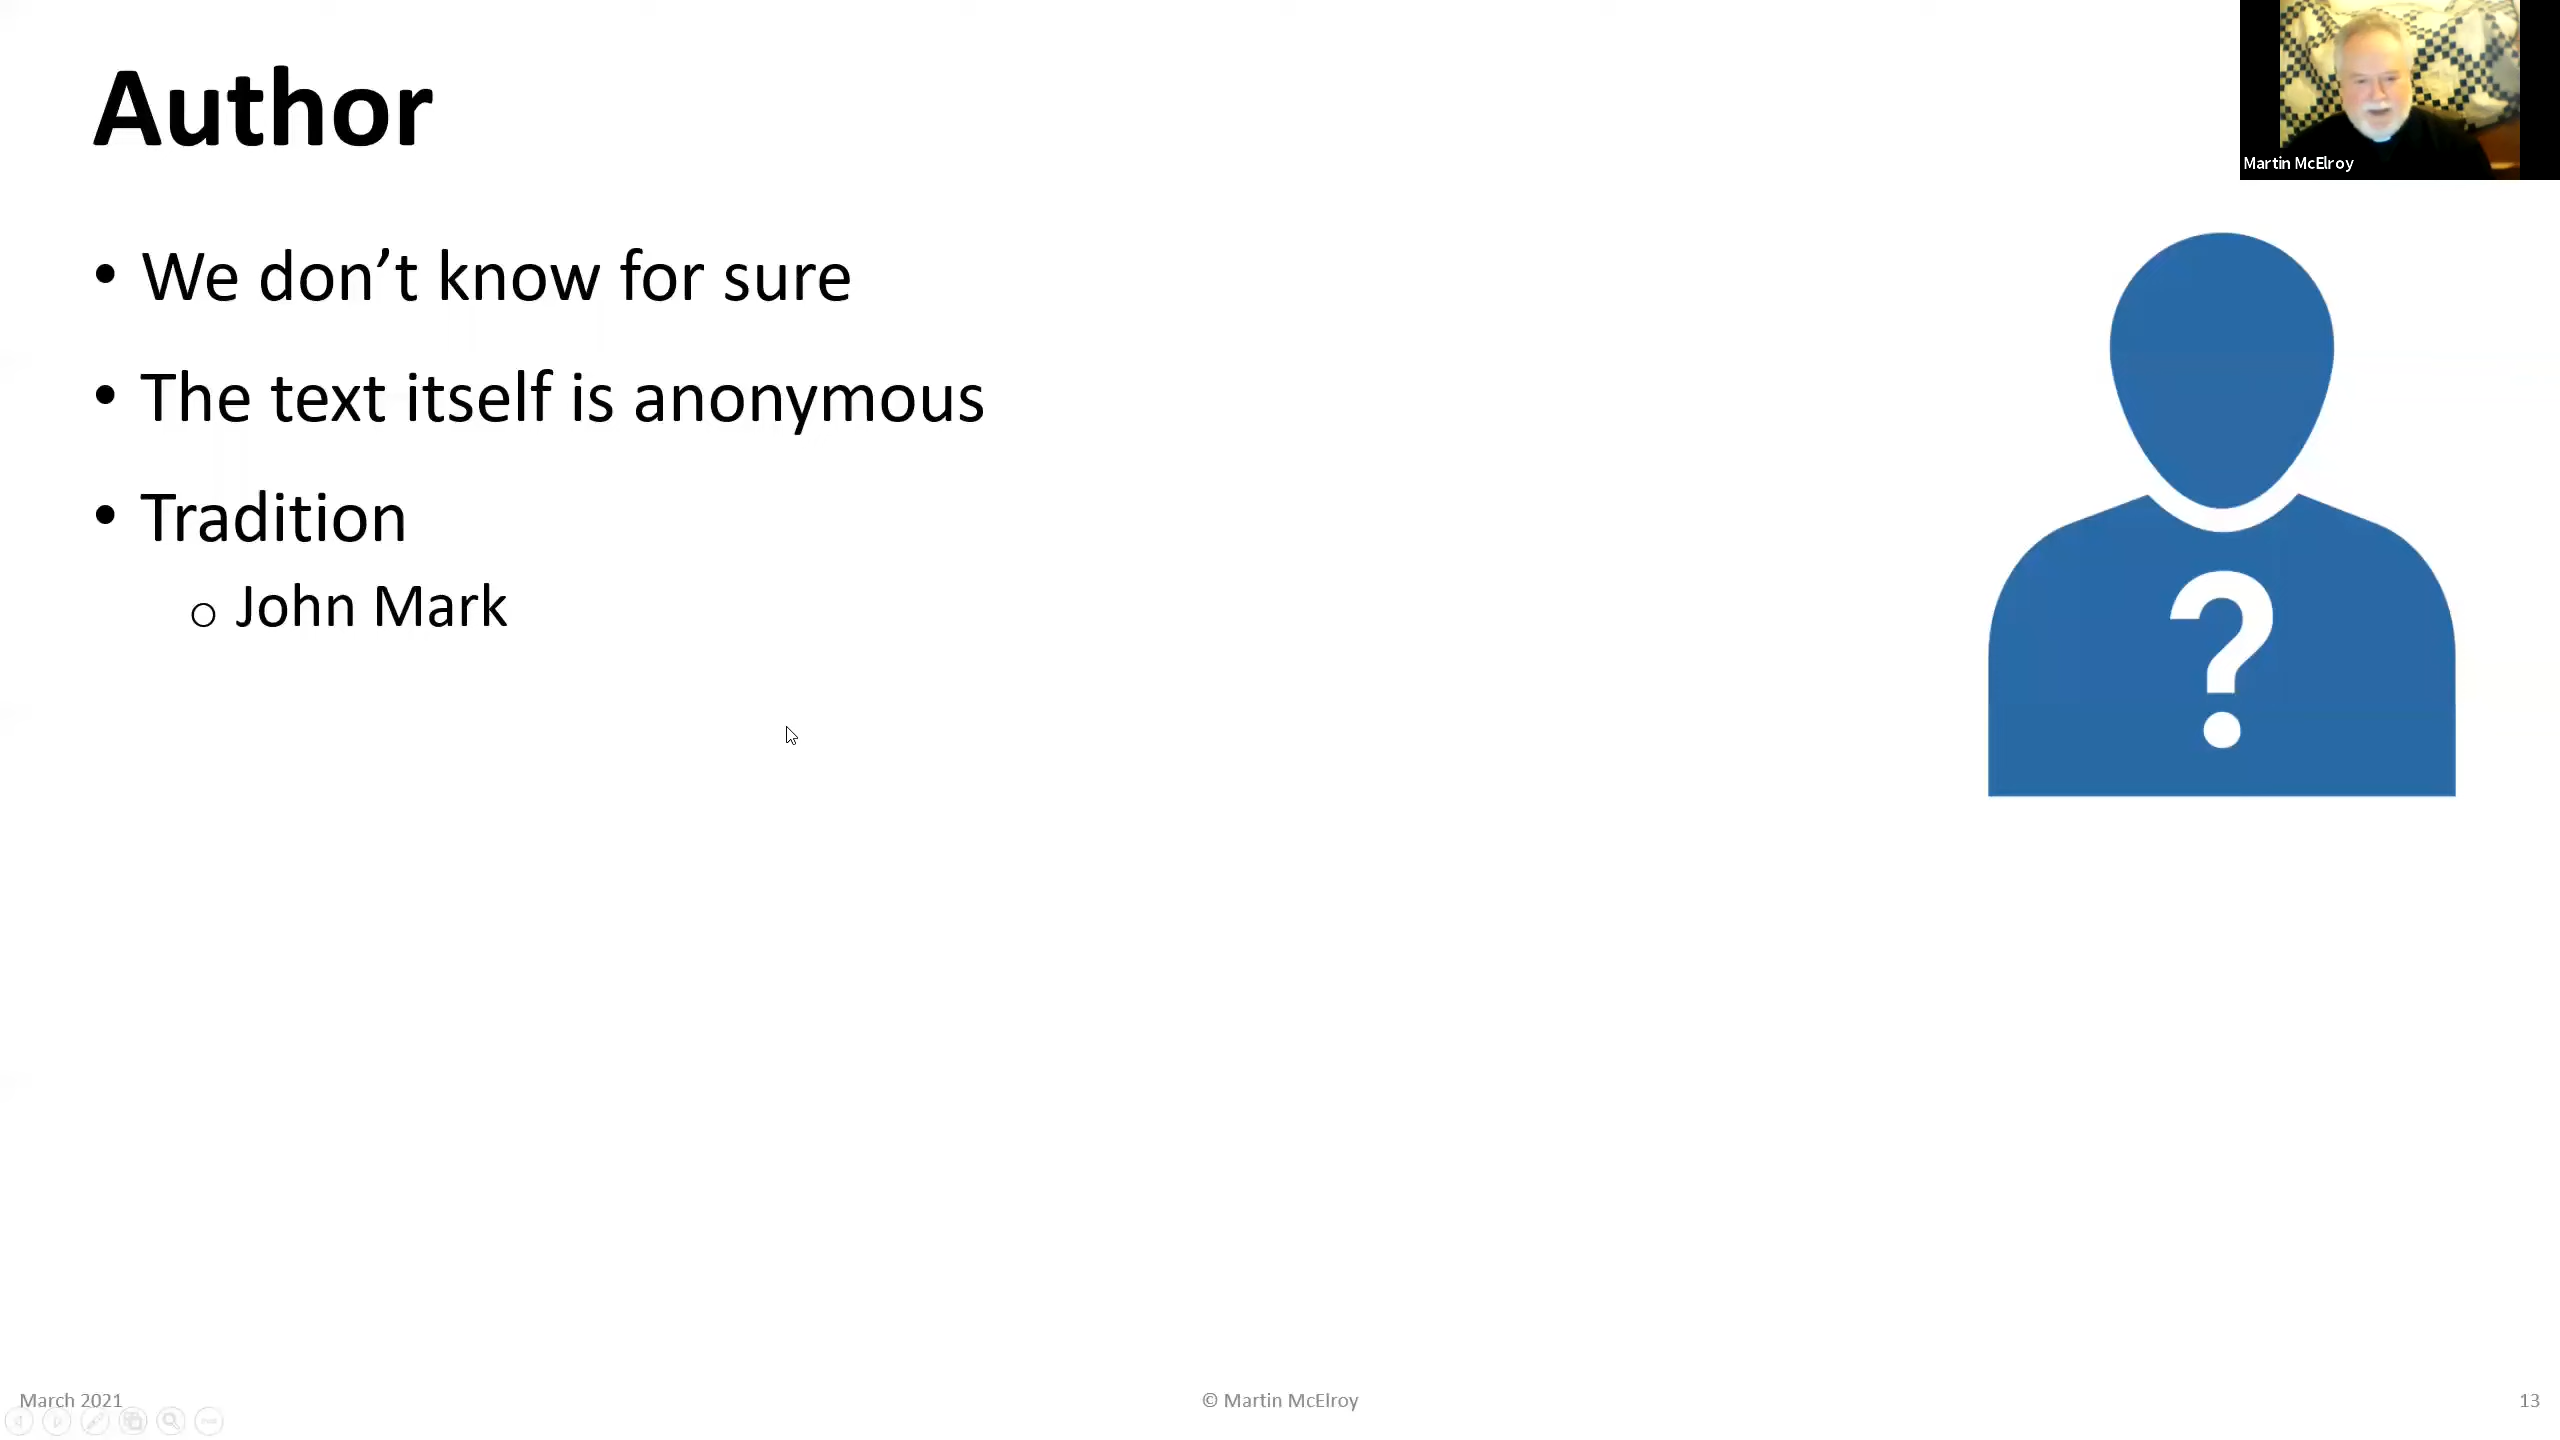 Author
Martin McElroy
• We don’t know for sure
• The text itself is anonymous
• Tradition
o John Mark
?
March 2021
© Martin McElroy
13